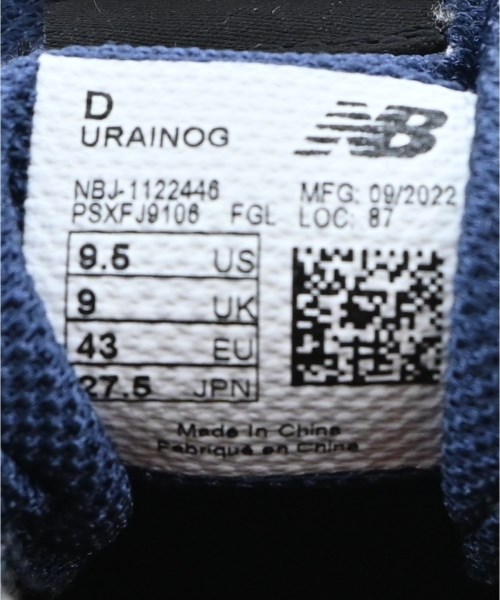 D
URAINOG
NB
NBJ-1122446
MFG: 09/2022
PSXFJ9106 FGL
LOC: 87
9.5 US
9 UK
43 EU
27.5 JPN
Made in China
Fabriqué en Chine